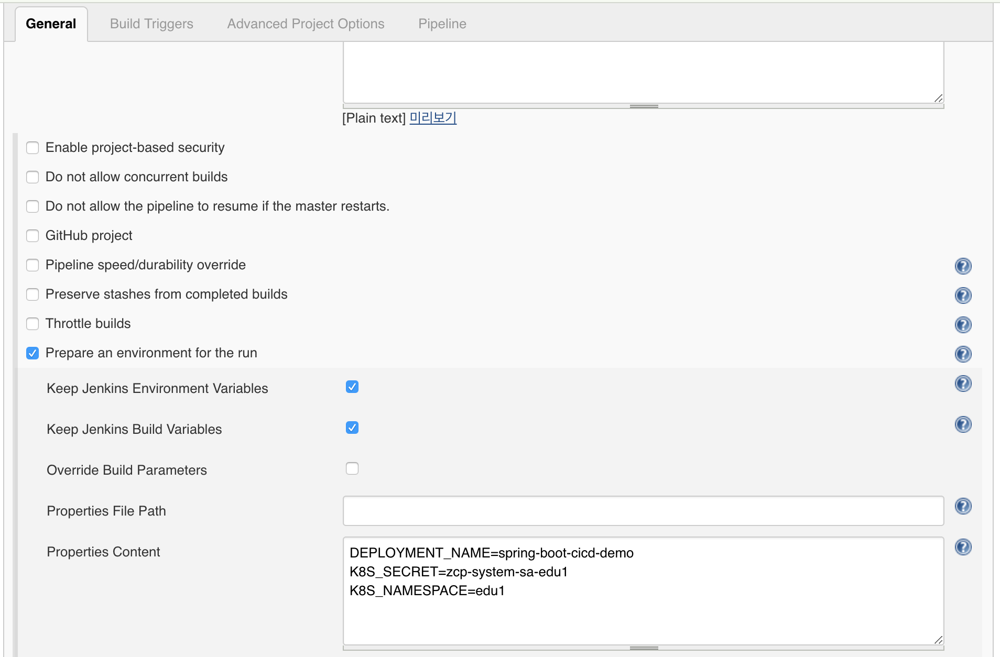 General
Build Triggers
Advanced Project Options
Pipeline
[Plain text] 미리보기
Enable project-based security
Do not allow concurrent builds
Do not allow the pipeline to resume if the master restarts.
GitHub project
Pipeline speed/durability override
?
Preserve stashes from completed builds
?
Throttle builds
?
Prepare an environment for the run
?
Keep Jenkins Environment Variables
?
Keep Jenkins Build Variables
?
Override Build Parameters
Properties File Path
?
Properties Content
?
DEPLOYMENT_NAME=spring-boot-cicd-demo
K8S_SECRET=zcp-system-sa-edu1
K8S_NAMESPACE=edu1